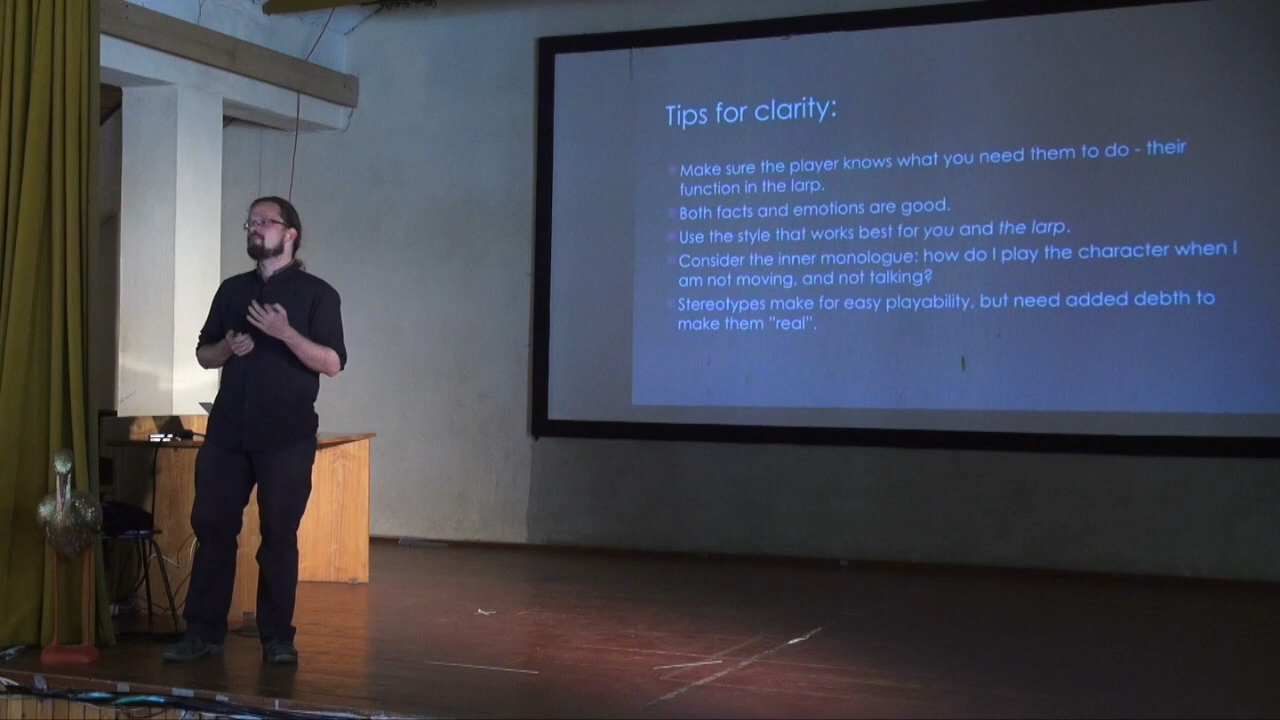 Tips for clarity:
Make sure the player knows what you need them to do - their
function in the larp.
Both facts and emotions are good.
Use the style that works best for you and the larp.
Consider the inner monologue: how do I play the character when I
am not moving, and not talking?
Stereotypes make for easy playability, but need added debth to
make them "real".